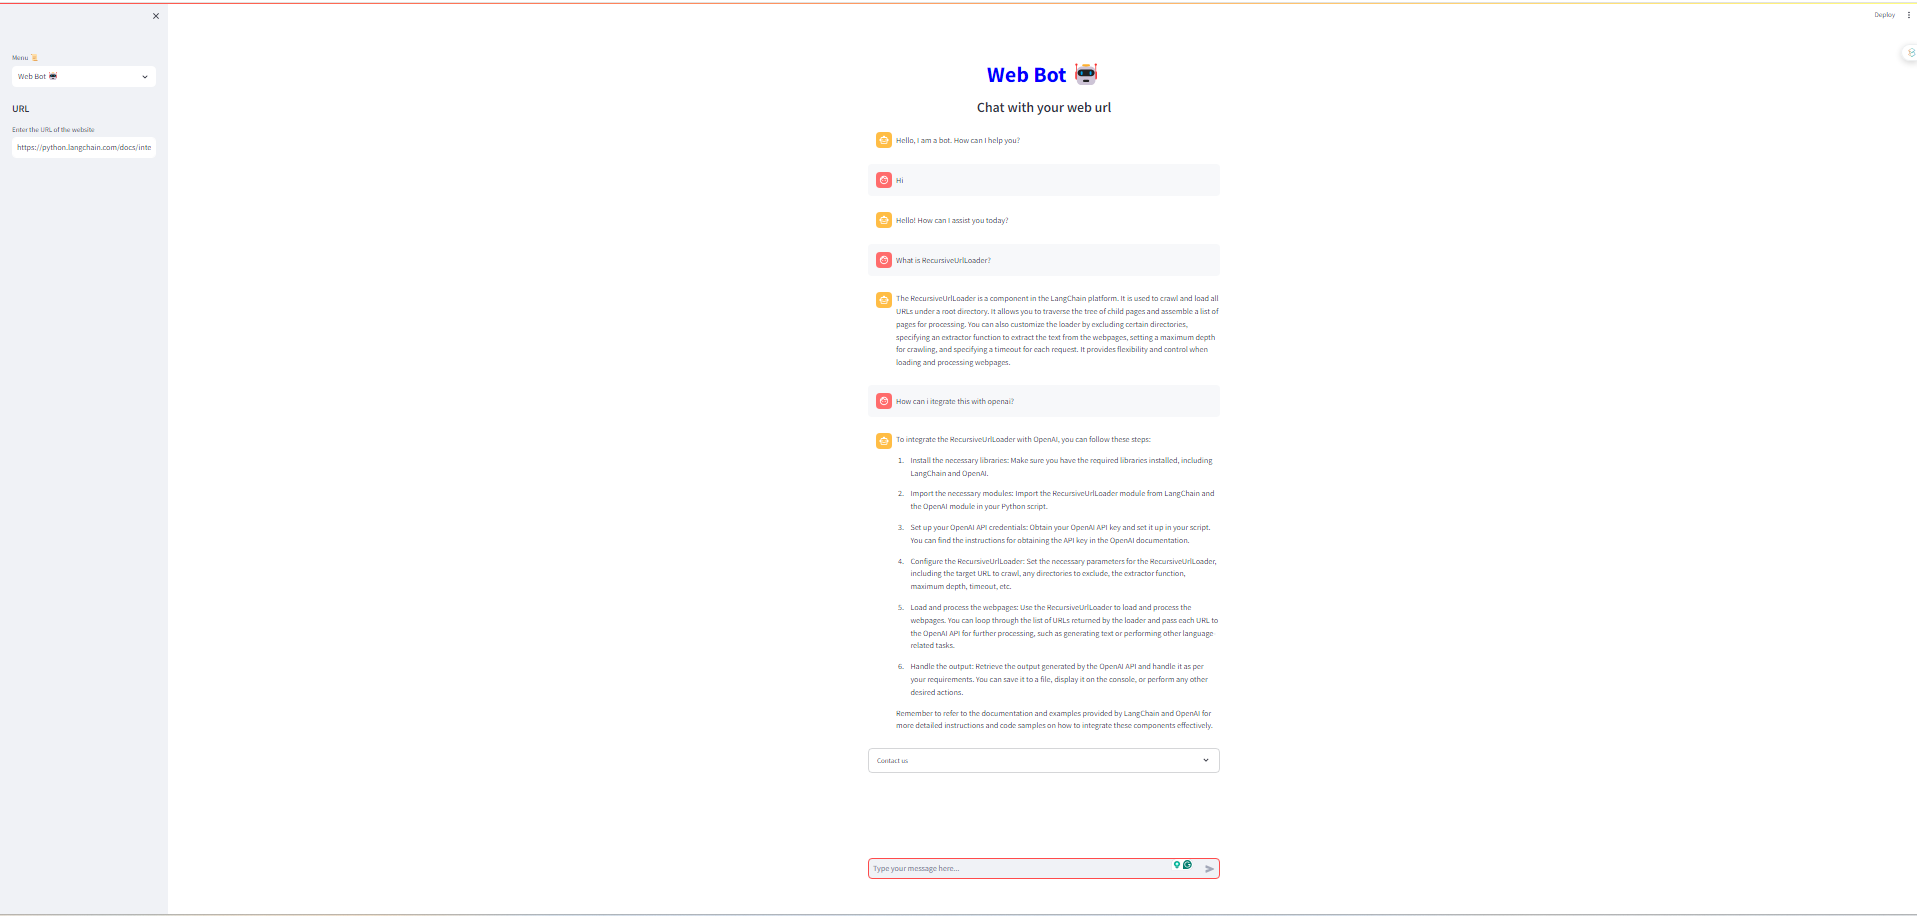 Deploy
Menu
Web Bot
URL
Enter the URL of the website
https://python.langchain.com/docs/inte
Web Bot
Chat with your web url
Hello, I am a bot. How can I help you?
Hi
Hello! How can I assist you today?
What is RecursiveUrlLoader?
The RecursiveUrlLoader is a component in the LangChain platform. It is used to crawl and load all
URLs under a root directory. It allows you to traverse the tree of child pages and assemble a list of
pages for processing. You can also customize the loader by excluding certain directories,
specifying an extractor function to extract the text from the webpages, setting a maximum depth
for crawling, and specifying a timeout for each request. It provides flexibility and control when
loading and processing webpages.
How can i itegrate this with openai?
To integrate the RecursiveUrlLoader with OpenAI, you can follow these steps:
1. Install the necessary libraries: Make sure you have the required libraries installed, including
LangChain and OpenAI.
2. Import the necessary modules: Import the RecursiveUrlLoader module from LangChain and
the OpenAI module in your Python script.
3. Set up your OpenAI API credentials: Obtain your OpenAI API key and set it up in your script.
You can find the instructions for obtaining the API key in the OpenAI documentation.
4. Configure the RecursiveUrlLoader: Set the necessary parameters for the RecursiveUrlLoader,
including the target URL to crawl, any directories to exclude, the extractor function,
maximum depth, timeout, etc.
5. Load and process the webpages: Use the RecursiveUrlLoader to load and process the
webpages. You can loop through the list of URLs returned by the loader and pass each URL to
the OpenAI API for further processing, such as generating text or performing other language-
related tasks.
6. Handle the output: Retrieve the output generated by the OpenAI API and handle it as per
your requirements. You can save it to a file, display it on the console, or perform any other
desired actions.
Remember to refer to the documentation and examples provided by LangChain and OpenAI for
more detailed instructions and code samples on how to integrate these components effectively.
Contact us
Type your message here...